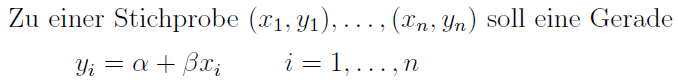 Zu einer Stichprobe (x₁, y₁), . . . , (xₙ, yₙ) soll eine Gerade
yᵢ = α + βxᵢ i = 1, . . . , n